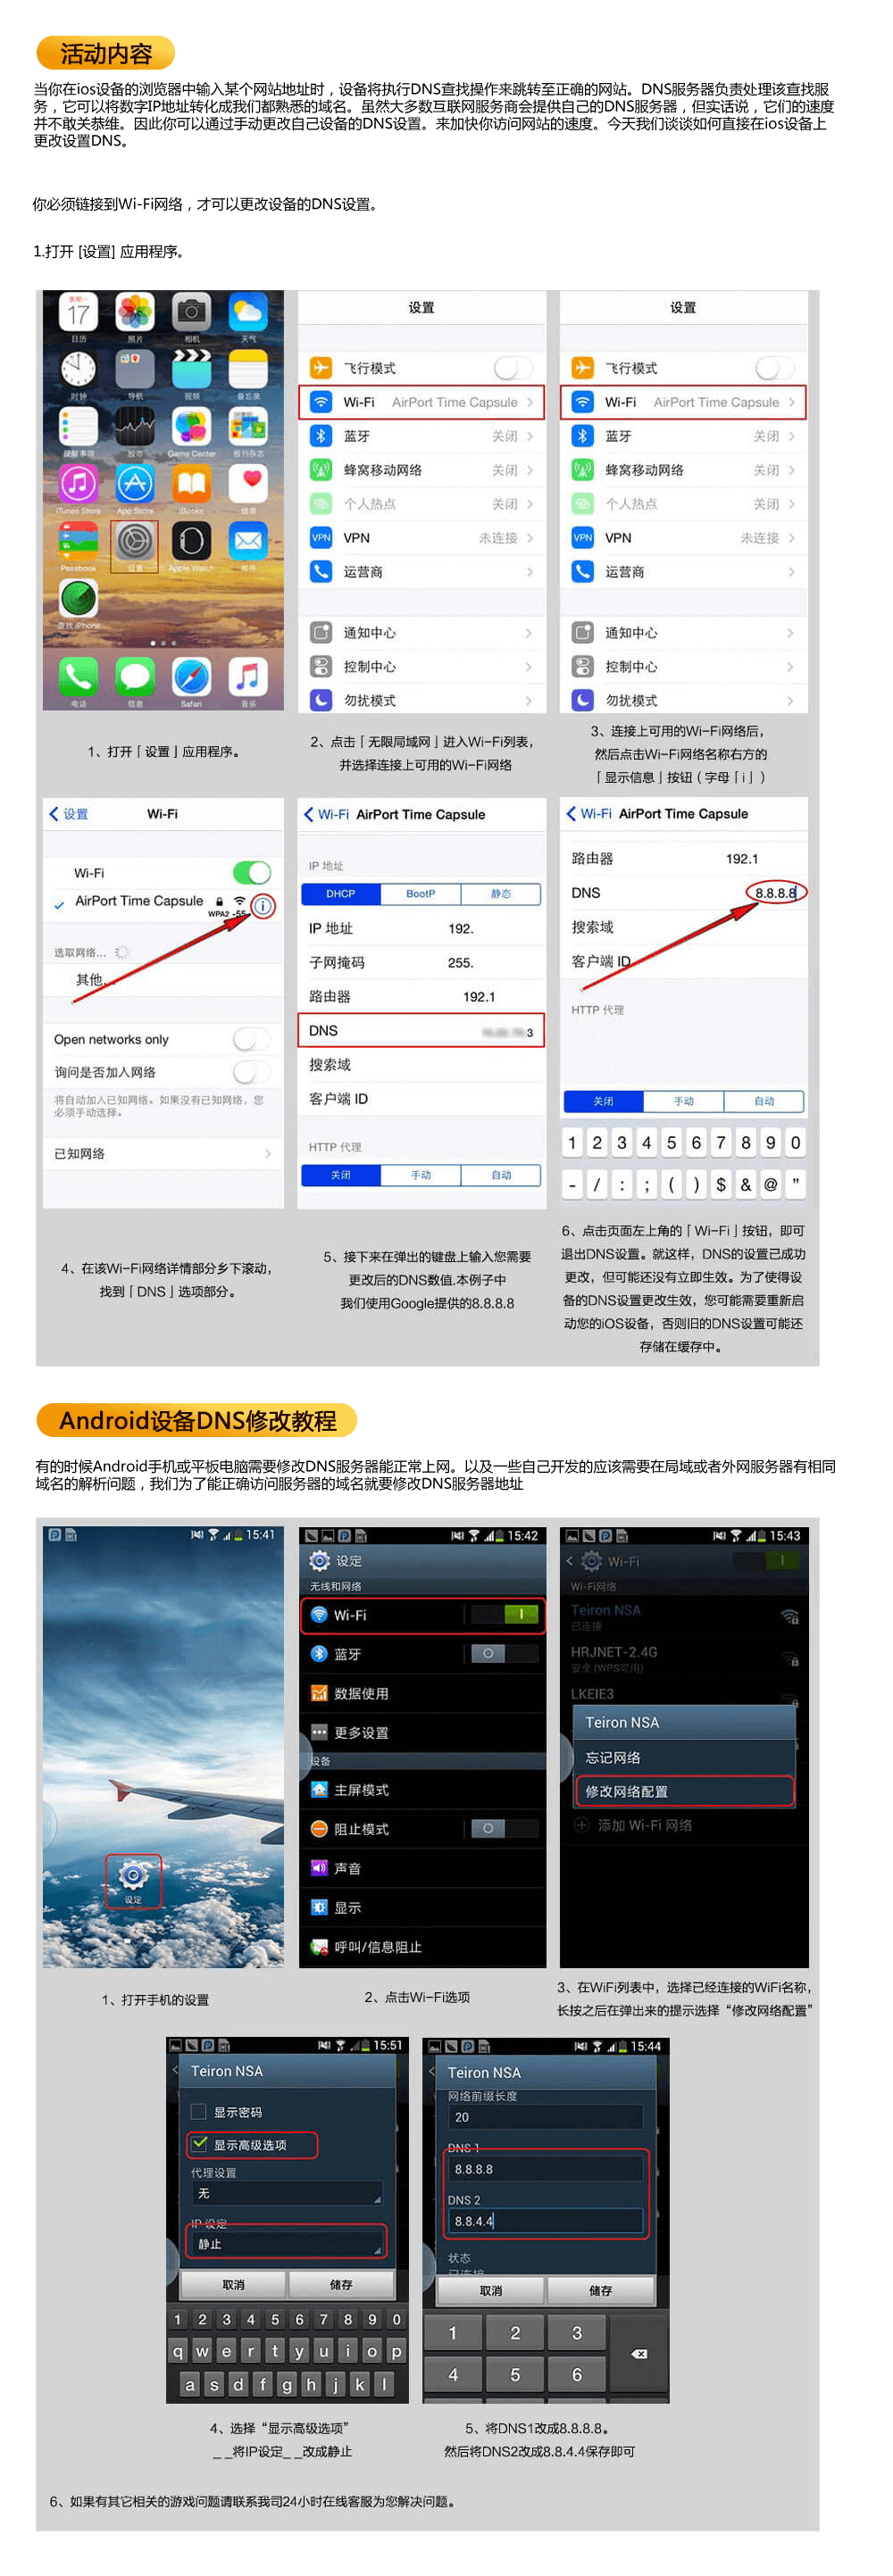 活动内容
当你在ios设备的浏览器中输入某个网站地址时，设备将执行DNS查找操作来跳转至正确的网站。DNS服务器负责处理该查找服
务，它可以将数字IP地址转化成我们都熟悉的域名。虽然大多数互联网服务商会提供自己的DNS服务器，但实话说，它们的速度
并不敢关恭维。因此你可以通过手动更改自己设备的DNS设置。来加快你访问网站的速度。今天我们谈谈如何直接在ios设备上
更改设置DNS。
你必须链接到Wi-Fi网络，才可以更改设备的DNS设置。
1.打开 [设置] 应用程序。
17
日历 照片 相机 天气
时钟 导航 视频 备忘录
提醒事项 股市 Game Center 报刊杂志
iTunes Store App Store iBooks 健康
Passbook 设置 Apple Watch 邮件
查找 iPhone
电话 信息 Safari 音乐
1、打开「设置」应用程序。
设置
飞行模式
Wi-Fi AirPort Time Capsule
蓝牙 关闭
蜂窝移动网络 关闭
个人热点 关闭
VPN VPN 未连接
运营商
通知中心
控制中心
勿扰模式
2、点击「无限局域网」进入Wi-Fi列表，
并选择连接上可用的Wi-Fi网络
设置
飞行模式
Wi-Fi AirPort Time Capsule
蓝牙 关闭
蜂窝移动网络 关闭
个人热点 关闭
VPN VPN 未连接
运营商
通知中心
控制中心
勿扰模式
3、连接上可用的Wi-Fi网络后，
然后点击Wi-Fi网络名称右方的
「显示信息」按钮（字母「i」）
设置 Wi-Fi
Wi-Fi
AirPort Time Capsule
WPA2 -55
选取网络...
其他...
Open networks only
询问是否加入网络
将自动加入已知网络。如果没有已知网络，您
必须手动选择。
已知网络
4、在该Wi-Fi网络详情部分乡下滚动，
找到「DNS」选项部分。
Wi-Fi AirPort Time Capsule
IP 地址
DHCP BootP 静态
IP 地址 192.
子网掩码 255.
路由器 192.1
DNS 3
搜索域
客户端 ID
HTTP 代理
关闭 手动 自动
5、接下来在弹出的键盘上输入您需要
更改后的DNS数值.本例子中
我们使用Google提供的8.8.8.8
Wi-Fi AirPort Time Capsule
路由器 192.1
DNS 8.8.8.8
搜索域
客户端 ID
HTTP 代理
关闭 手动 自动
1 2 3 4 5 6 7 8 9 0
- / : ; ( ) $ & @ "
6、点击页面左上角的「Wi-Fi」按钮，即可
退出DNS设置。就这样，DNS的设置已成功
更改，但可能还没有立即生效。为了使得设
备的DNS设置更改生效，您可能需要重新启
动您的iOS设备，否则旧的DNS设置可能还
存储在缓存中。
Android设备DNS修改教程
有的时候Android手机或平板电脑需要修改DNS服务器能正常上网。以及一些自己开发的应该需要在局域或者外网服务器有相同
域名的解析问题，我们为了能正确访问服务器的域名就要修改DNS服务器地址
15:41
设定
1、打开手机的设置
15:42
设定
无线和网络
Wi-Fi
蓝牙
数据使用
更多设置
设备
主屏模式
阻止模式
声音
显示
呼叫/信息阻止
2、点击Wi-Fi选项
15:43
Wi-Fi
Wi-Fi网络
Teiron NSA
已连接
HRJNET-2.4G
安全 (WPS可用)
LKEIE3
Teiron NSA
忘记网络
修改网络配置
添加 Wi-Fi 网络
3、在WiFi列表中，选择已经连接的WiFi名称，
长按之后在弹出来的提示选择“修改网络配置”
15:51
Teiron NSA
显示密码
显示高级选项
代理设置
无
IP 设定
静止
取消 储存
1 2 3 4 5 6 7 8 9 0
q w e r t y u i o p
a s d f g h j k l
4、选择“显示高级选项”
_ _将IP设定_ _改成静止
15:44
Teiron NSA
网络前缀长度
20
DNS 1
8.8.8.8
DNS 2
8.8.4.4
状态
已连接
取消 储存
1 2 3
4 5 6
5、将DNS1改成8.8.8.8。
然后将DNS2改成8.8.4.4保存即可
6、如果有其它相关的游戏问题请联系我司24小时在线客服为您解决问题。